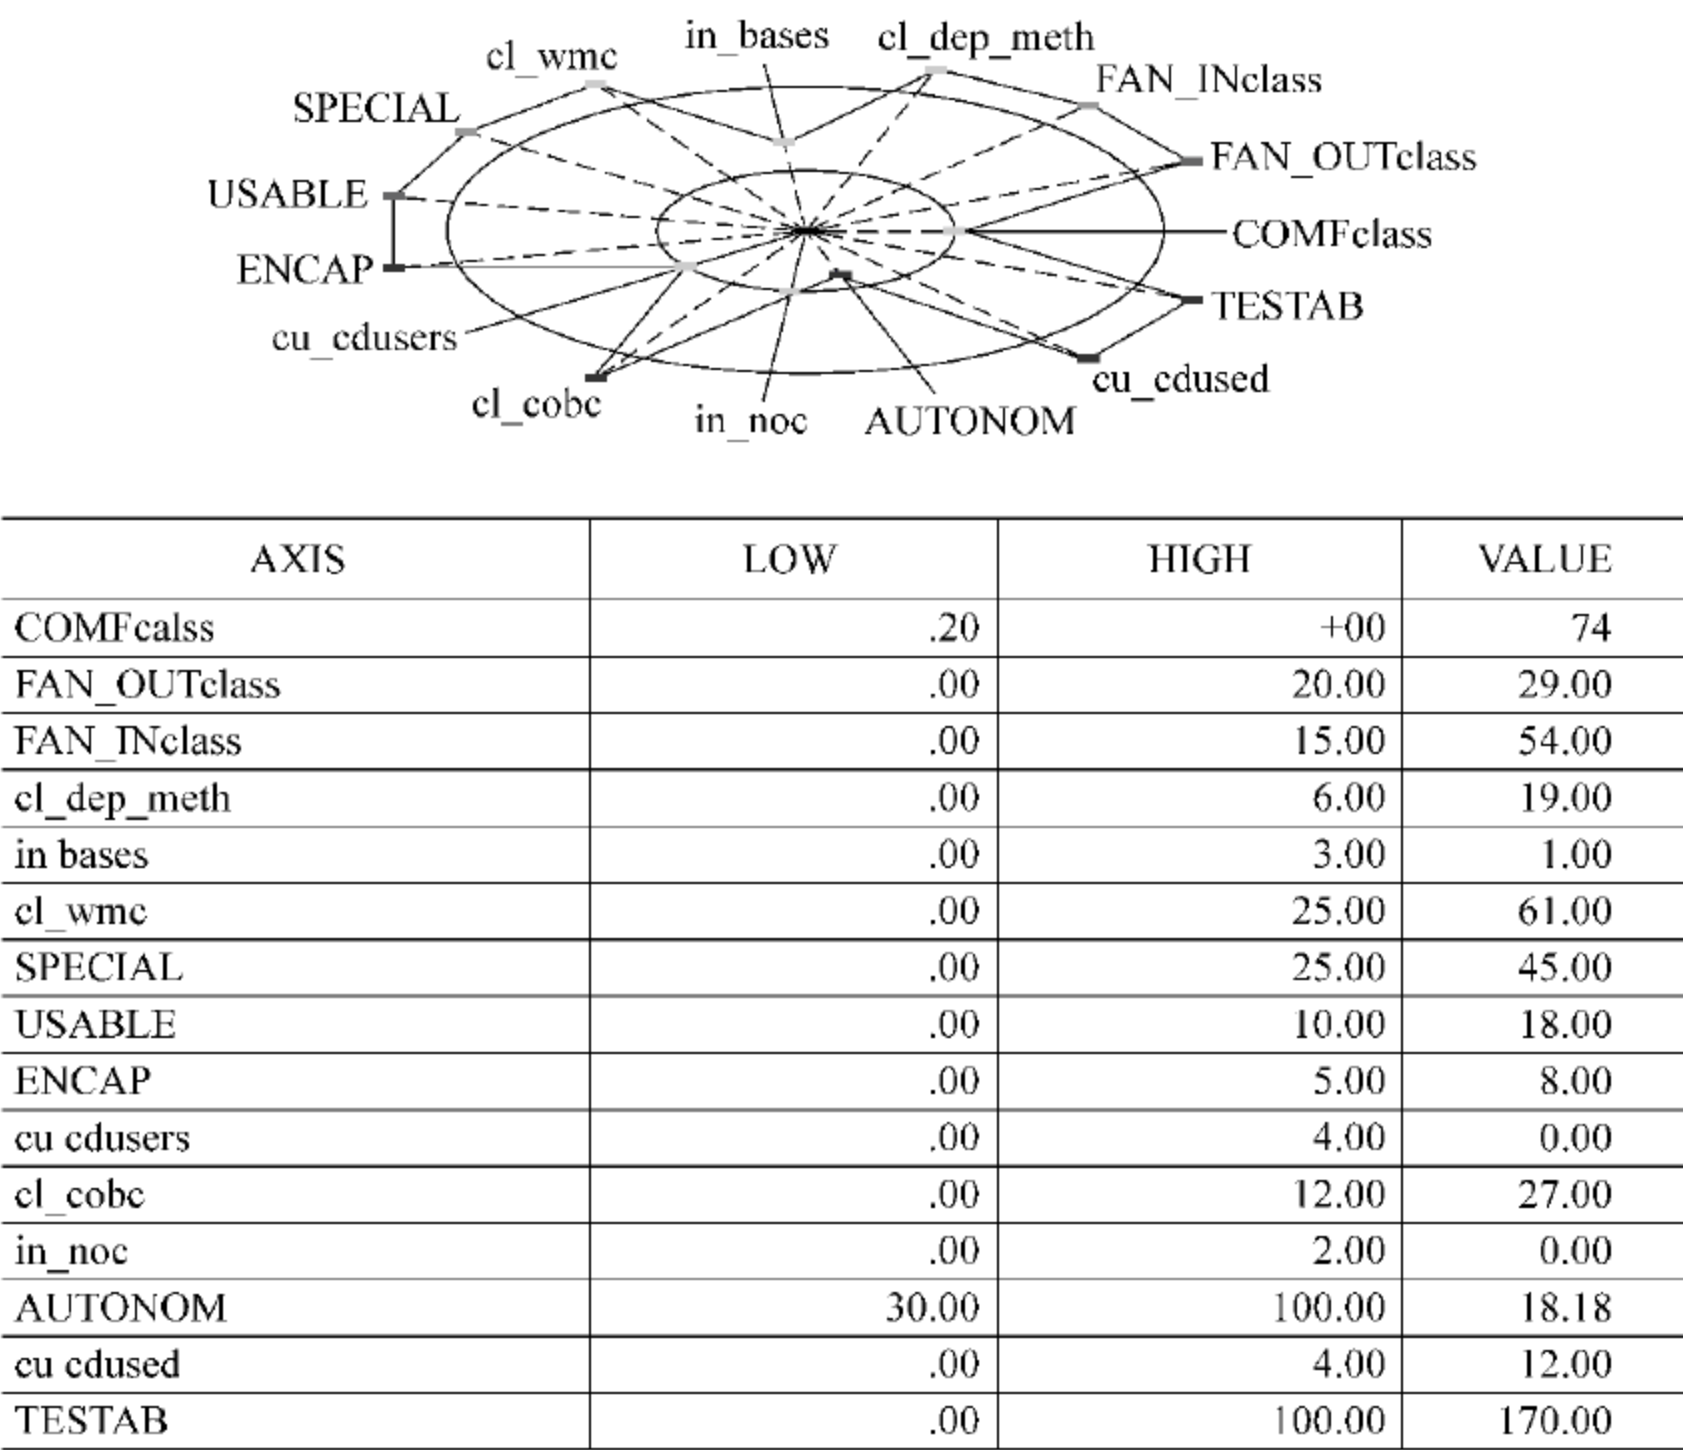 in_bases cl_dep_meth
cl_wmc
FAN_INclass
SPECIAL
FAN_OUTclass
USABLE
COMFclass
ENCAP
TESTAB
cu_cdusers
cu_cdused
cl_cobc
in_noc AUTONOM
AXIS LOW HIGH VALUE
COMFcalss .20 +00 74
FAN_OUTclass .00 20.00 29.00
FAN_INclass .00 15.00 54.00
cl_dep_meth .00 6.00 19.00
in bases .00 3.00 1.00
cl_wmc .00 25.00 61.00
SPECIAL .00 25.00 45.00
USABLE .00 10.00 18.00
ENCAP .00 5.00 8.00
cu cdusers .00 4.00 0.00
cl_cobc .00 12.00 27.00
in_noc .00 2.00 0.00
AUTONOM 30.00 100.00 18.18
cu cdused .00 4.00 12.00
TESTAB .00 100.00 170.00